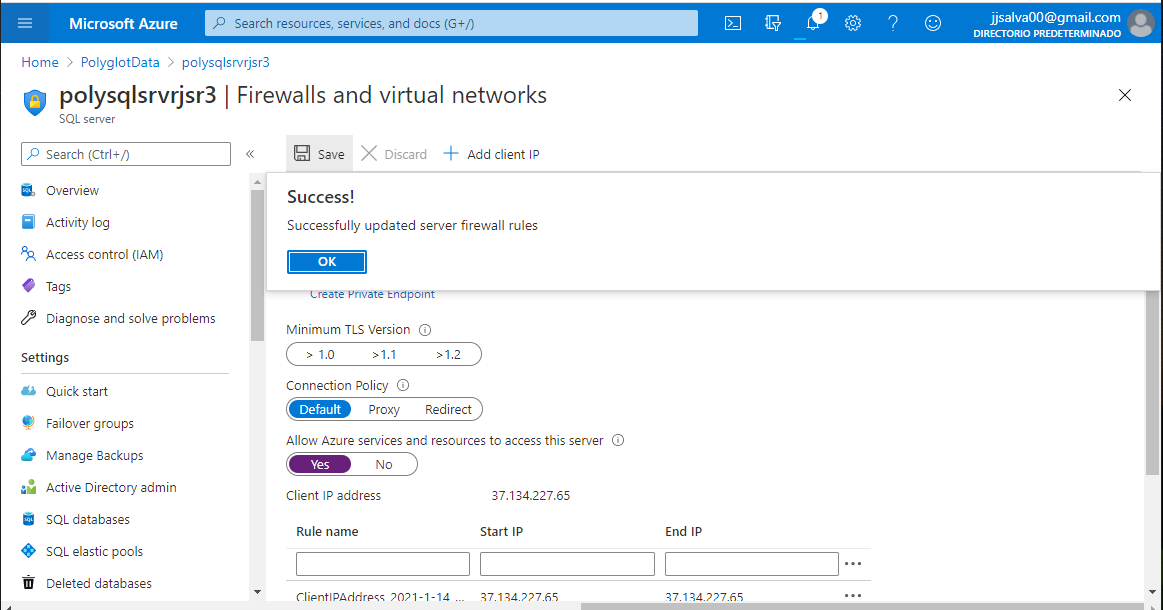 Microsoft Azure
Search resources, services, and docs (G+/)
1
jjsalva00@gmail.com
DIRECTORIO PREDETERMINADO
Home > PolyglotData > polysqlsrvrjsr3
polysqlsrvrjsr3 | Firewalls and virtual networks
SQL server
Search (Ctrl+/)
«
Save
Discard
Add client IP
Overview
Activity log
Access control (IAM)
Tags
Diagnose and solve problems
Settings
Quick start
Failover groups
Manage Backups
Active Directory admin
SQL databases
SQL elastic pools
Deleted databases
Success!
Successfully updated server firewall rules
OK
Create Private Endpoint
Minimum TLS Version
> 1.0 >1.1 >1.2
Connection Policy
Default Proxy Redirect
Allow Azure services and resources to access this server
Yes No
Client IP address 37.134.227.65
Rule name Start IP End IP
...
ClientIPAddress_2021-1-14_... 37.134.227.65 37.134.227.65 ...